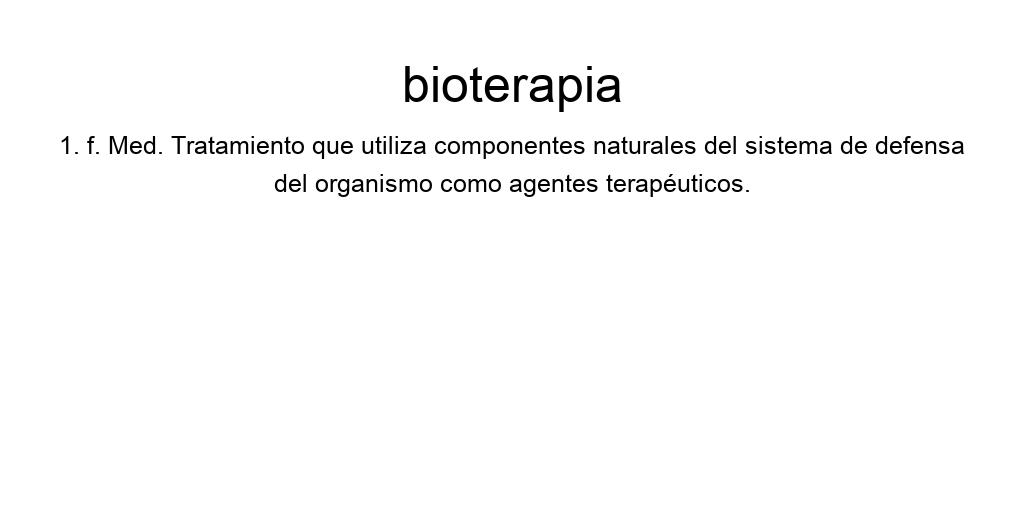 bioterapia
1. f. Med. Tratamiento que utiliza componentes naturales del sistema de defensa
del organismo como agentes terapéuticos.